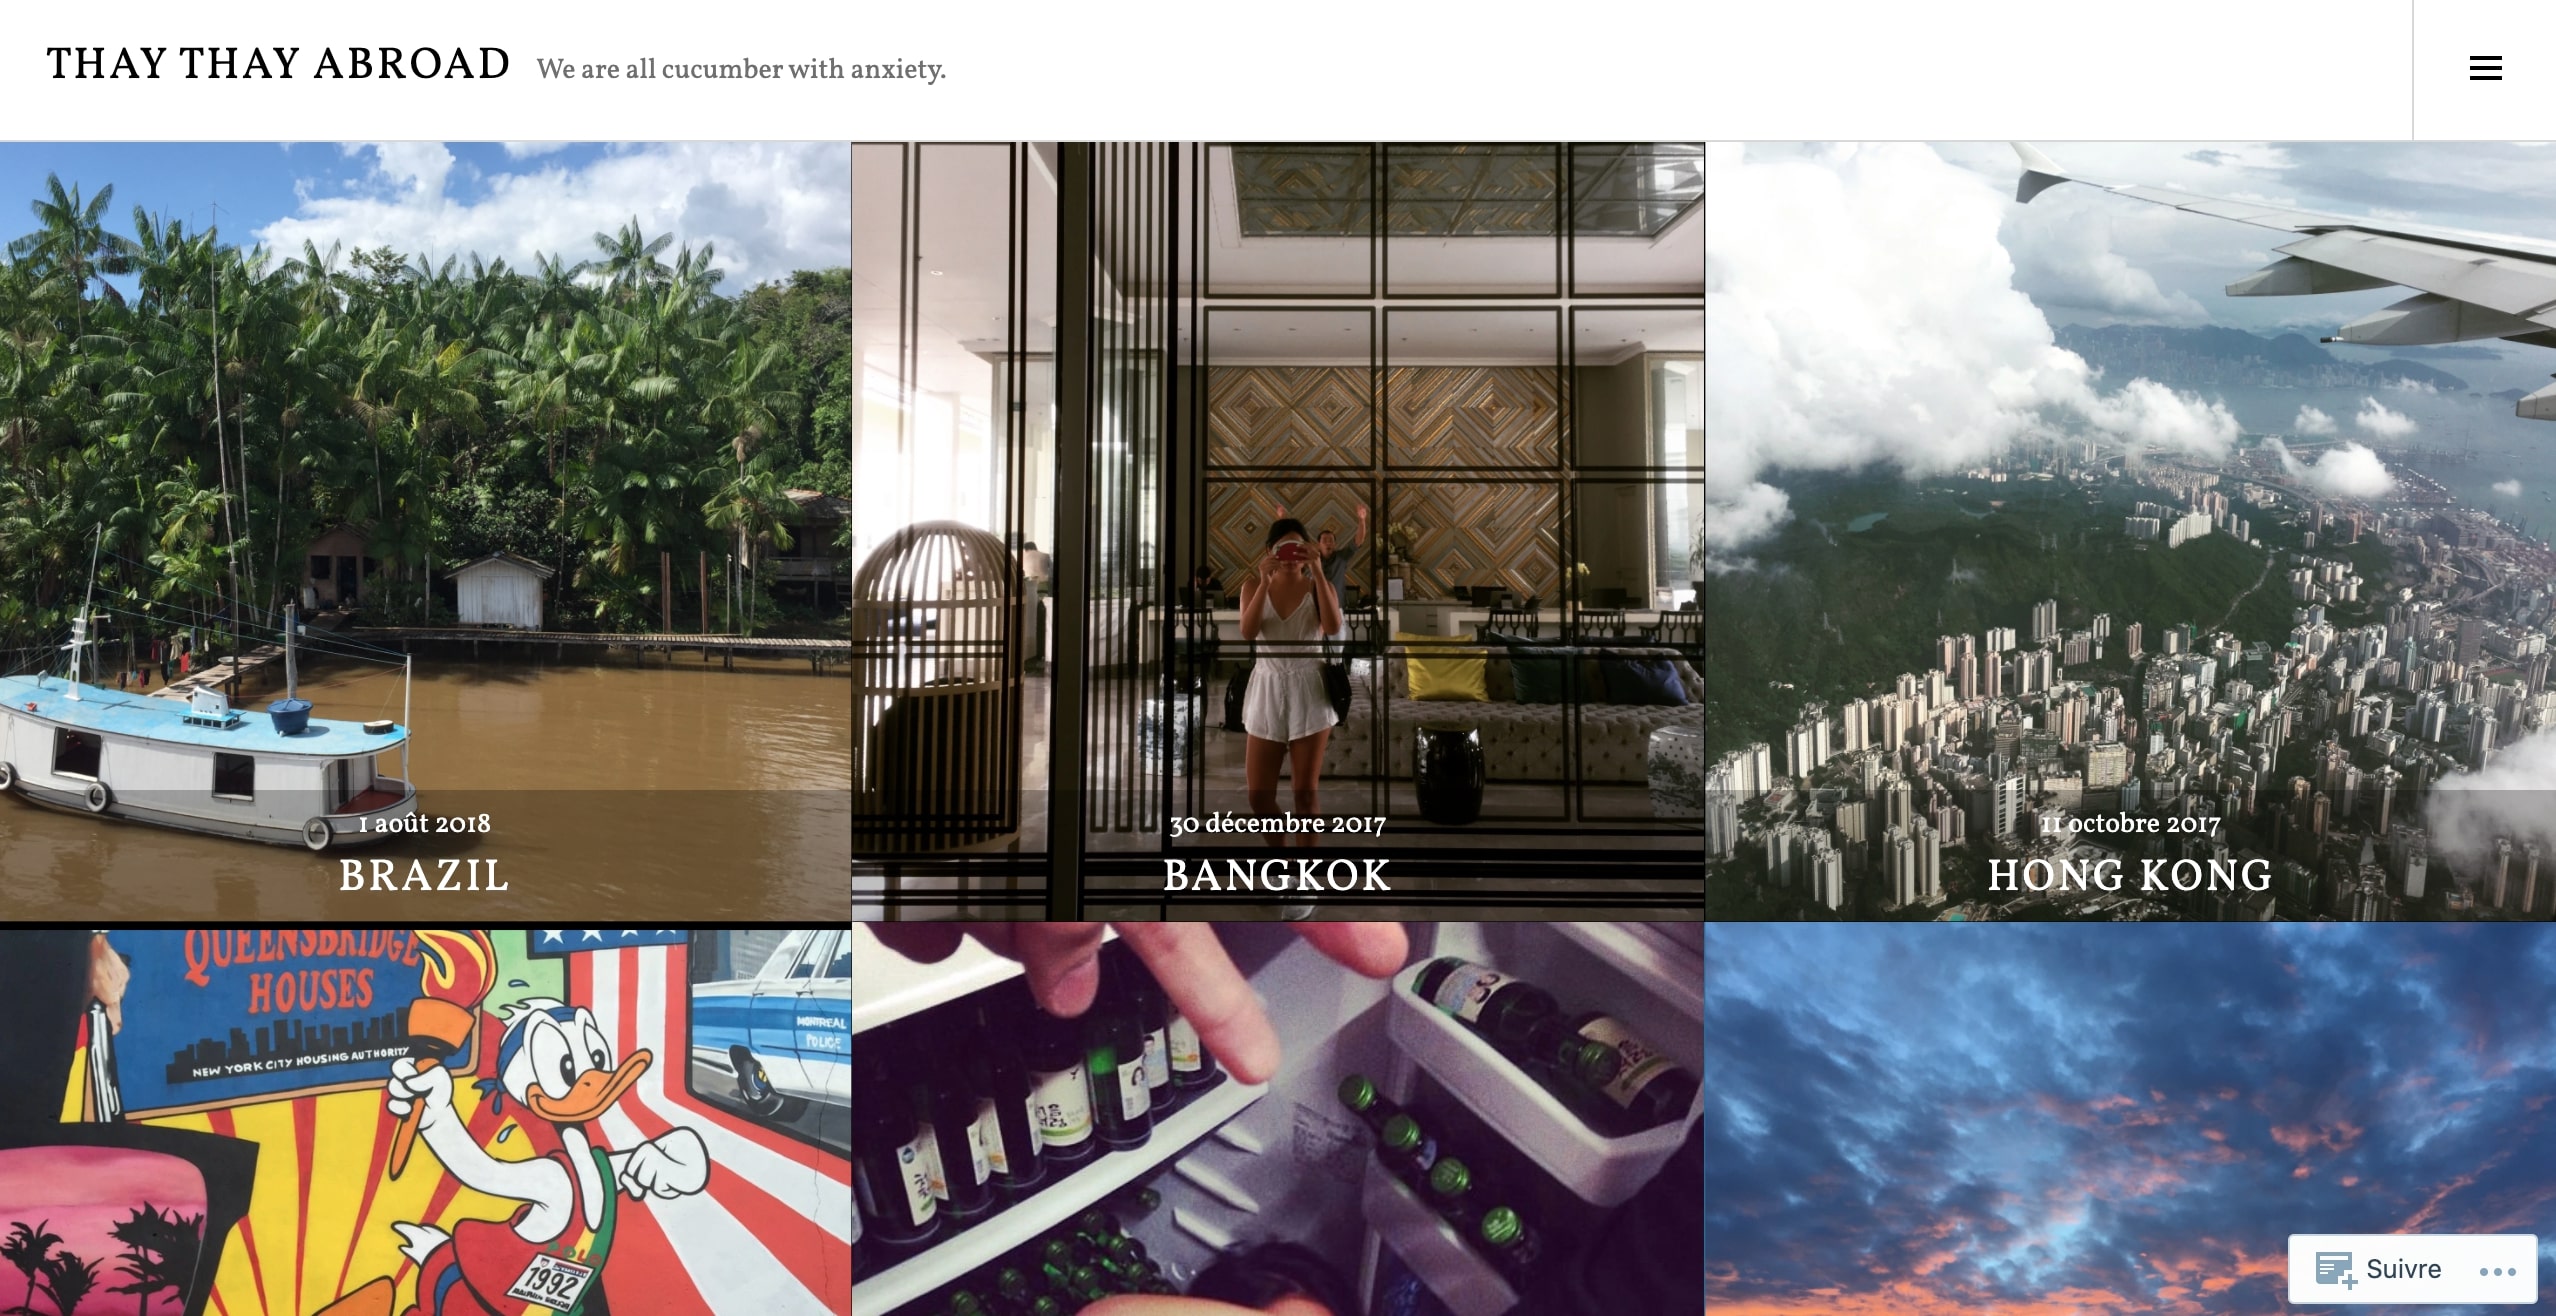 THAY THAY ABROAD We are all cucumber with anxiety.
1 août 2018
BRAZIL
30 décembre 2017
BANGKOK
11 octobre 2017
HONG KONG
QUEENSBRIDGE
HOUSES
NEW YORK CITY HOUSING AUTHORITY
MONTREAL
POLICE
POLO
1992
Suivre